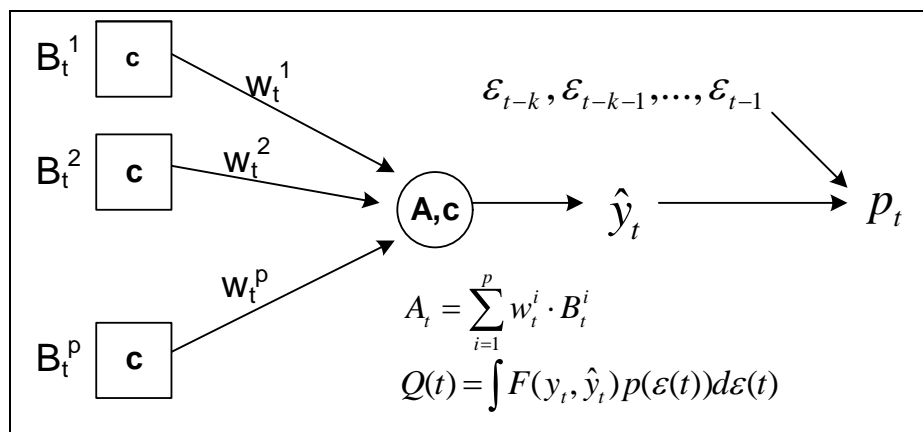 B_t^1 c
w_t^1
ε_{t−k}, ε_{t−k−1}, ..., ε_{t−1}
B_t^2 c
w_t^2
A,c
ŷ_t
p_t
w_t^p
B_t^p c
A_t = ∑_{i=1}^{p} w_t^i · B_t^i
Q(t) = ∫ F(y_t, ŷ_t) p(ε(t))dε(t)